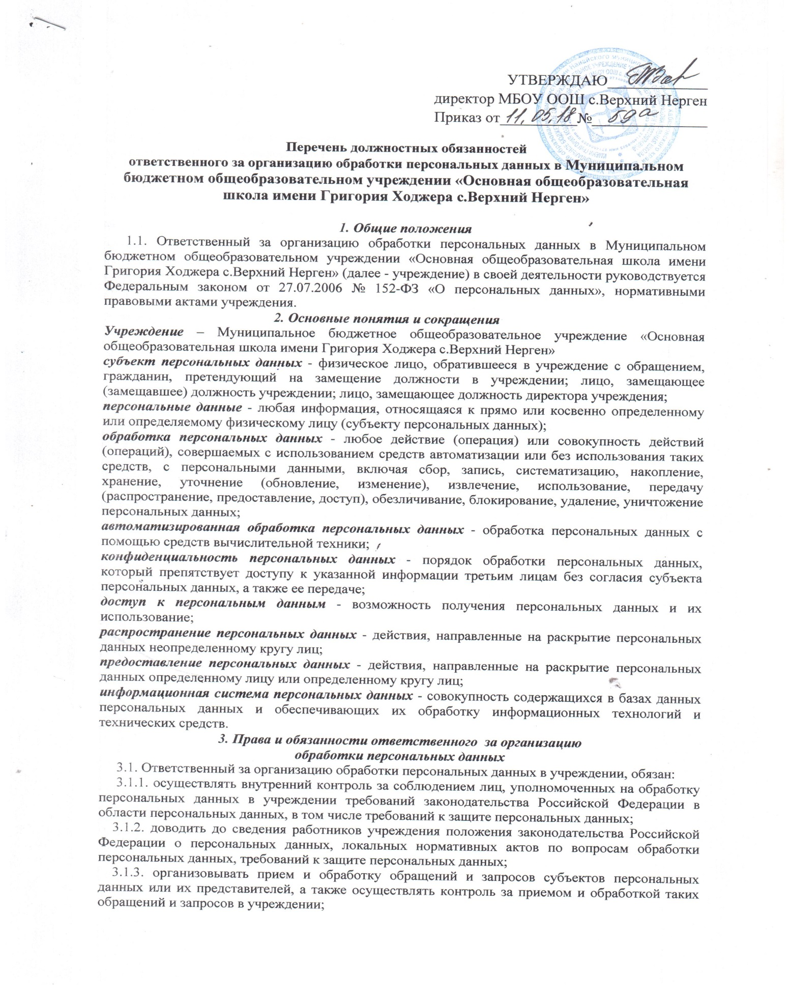 УТВЕРЖДАЮ
директор МБОУ ООШ с.Верхний Нерген
Приказ от 11.05.18 № 59а
Перечень должностных обязанностей
ответственного за организацию обработки персональных данных в Муниципальном
бюджетном общеобразовательном учреждении «Основная общеобразовательная
школа имени Григория Ходжера с.Верхний Нерген»
1. Общие положения
1.1. Ответственный за организацию обработки персональных данных в Муниципальном
бюджетном общеобразовательном учреждении «Основная общеобразовательная школа имени
Григория Ходжера с.Верхний Нерген» (далее - учреждение) в своей деятельности руководствуется
Федеральным законом от 27.07.2006 № 152-ФЗ «О персональных данных», нормативными
правовыми актами учреждения.
2. Основные понятия и сокращения
Учреждение – Муниципальное бюджетное общеобразовательное учреждение «Основная
общеобразовательная школа имени Григория Ходжера с.Верхний Нерген»
субъект персональных данных - физическое лицо, обратившееся в учреждение с обращением,
гражданин, претендующий на замещение должности в учреждении; лицо, замещающее
(замещавшее) должность учреждении; лицо, замещающее должность директора учреждения;
персональные данные - любая информация, относящаяся к прямо или косвенно определенному
или определяемому физическому лицу (субъекту персональных данных);
обработка персональных данных - любое действие (операция) или совокупность действий
(операций), совершаемых с использованием средств автоматизации или без использования таких
средств, с персональными данными, включая сбор, запись, систематизацию, накопление,
хранение, уточнение (обновление, изменение), извлечение, использование, передачу
(распространение, предоставление, доступ), обезличивание, блокирование, удаление, уничтожение
персональных данных;
автоматизированная обработка персональных данных - обработка персональных данных с
помощью средств вычислительной техники;
конфиденциальность персональных данных - порядок обработки персональных данных,
который препятствует доступу к указанной информации третьим лицам без согласия субъекта
персональных данных, а также ее передаче;
доступ к персональным данным - возможность получения персональных данных и их
использование;
распространение персональных данных - действия, направленные на раскрытие персональных
данных неопределенному кругу лиц;
предоставление персональных данных - действия, направленные на раскрытие персональных
данных определенному лицу или определенному кругу лиц;
информационная система персональных данных - совокупность содержащихся в базах данных
персональных данных и обеспечивающих их обработку информационных технологий и
технических средств.
3. Права и обязанности ответственного за организацию
обработки персональных данных
3.1. Ответственный за организацию обработки персональных данных в учреждении, обязан:
3.1.1. осуществлять внутренний контроль за соблюдением лиц, уполномоченных на обработку
персональных данных в учреждении требований законодательства Российской Федерации в
области персональных данных, в том числе требований к защите персональных данных;
3.1.2. доводить до сведения работников учреждения положения законодательства Российской
Федерации о персональных данных, локальных нормативных актов по вопросам обработки
персональных данных, требований к защите персональных данных;
3.1.3. организовывать прием и обработку обращений и запросов субъектов персональных
данных или их представителей, а также осуществлять контроль за приемом и обработкой таких
обращений и запросов в учреждении;